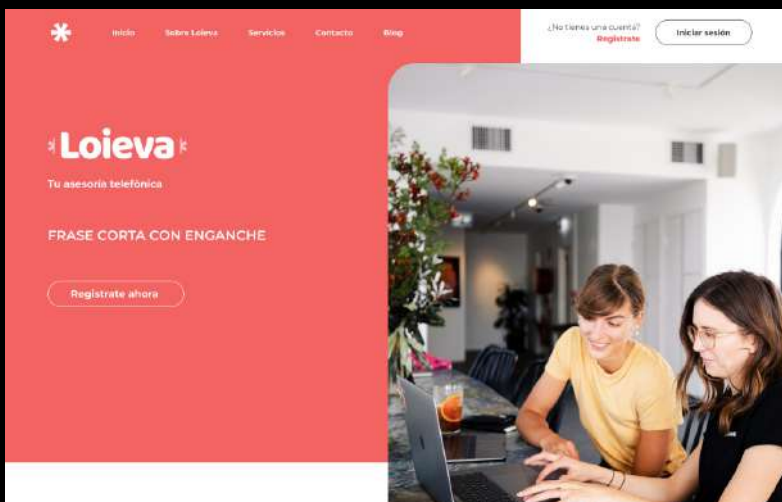 Inicio Sobre Loieva Servicios Contacto Blog
¿No tienes una cuenta?
Regístrate
Iniciar sesión
Loieva
Tu asesoría telefónica
FRASE CORTA CON ENGANCHE
Regístrate ahora